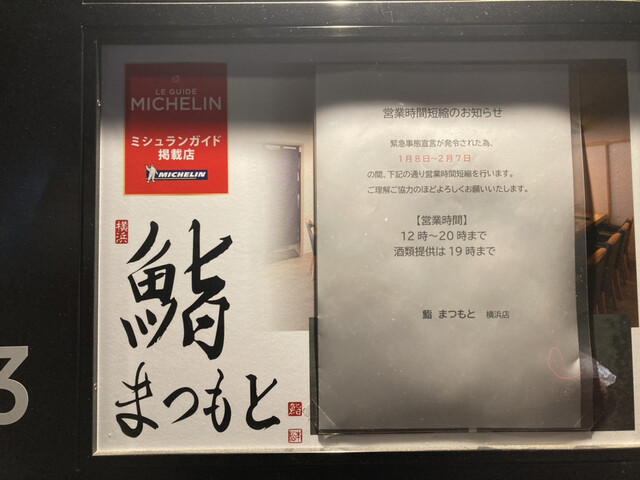 LE GUIDE
MICHELIN
ミシュランガイド
掲載店
MICHELIN
横浜
鮨
まつもと
鮨
3
営業時間短縮のお知らせ
緊急事態宣言が発令された為、
1月8日~2月7日
の間、下記の通り営業時間短縮を行います。
ご理解ご協力のほどよろしくお願いいたします。
【営業時間】
12時~20時まで
酒類提供は19時まで
鮨 まつもと 横浜店